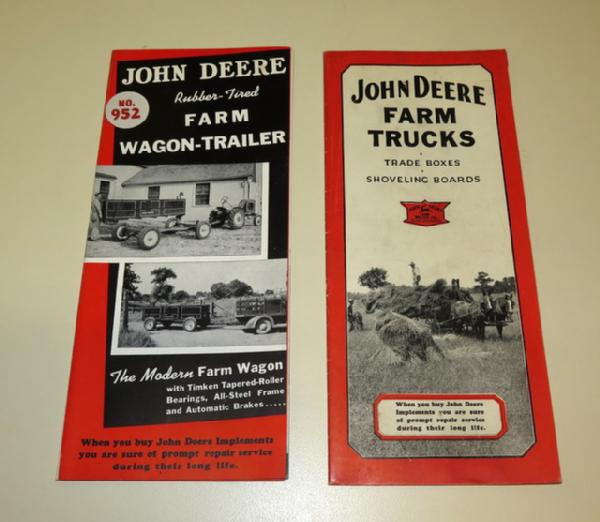 JOHN DEERE
Rubber-Tired
NO.
952
FARM
WAGON-TRAILER
The Modern Farm Wagon
with Timken Tapered-Roller
Bearings, All-Steel Frame
and Automatic Brakes.....
When you buy John Deere Implements
you are sure of prompt repair service
during their long life.
JOHN DEERE
FARM
TRUCKS
TRADE BOXES
SHOVELING BOARDS
When you buy John Deere
Implements you are sure
of prompt repair service
during their long life.